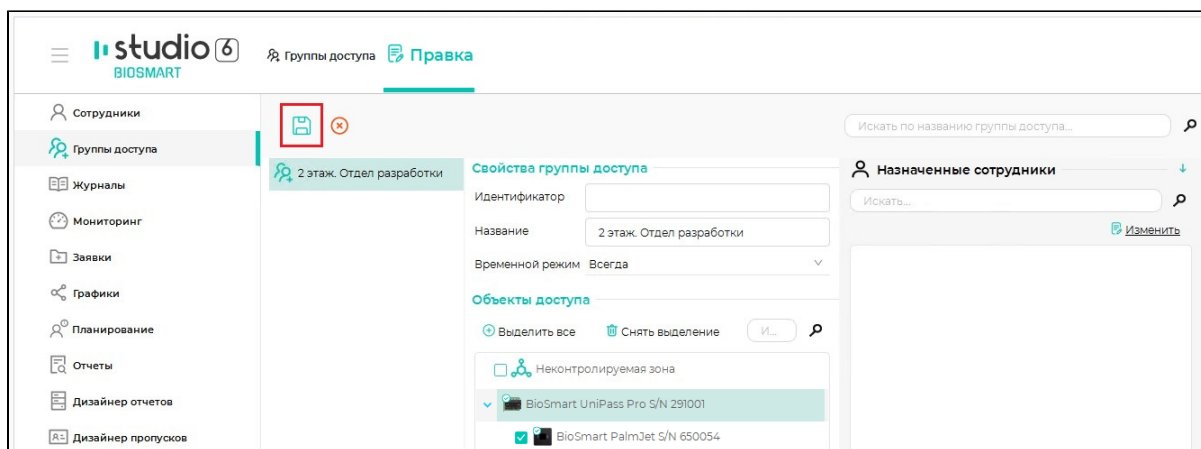 studio 6
BIOSMART
Группы доступа
Правка
Сотрудники
Группы доступа
Журналы
Мониторинг
Заявки
Графики
Планирование
Отчеты
Дизайнер отчетов
Дизайнер пропусков
2 этаж. Отдел разработки
Свойства группы доступа
Идентификатор
Название 2 этаж. Отдел разработки
Временной режим Всегда
Объекты доступа
Выделить все Снять выделение И...
Неконтролируемая зона
BioSmart UniPass Pro S/N 291001
BioSmart PalmJet S/N 650054
Искать по названию группы доступа...
Назначенные сотрудники
Искать...
Изменить